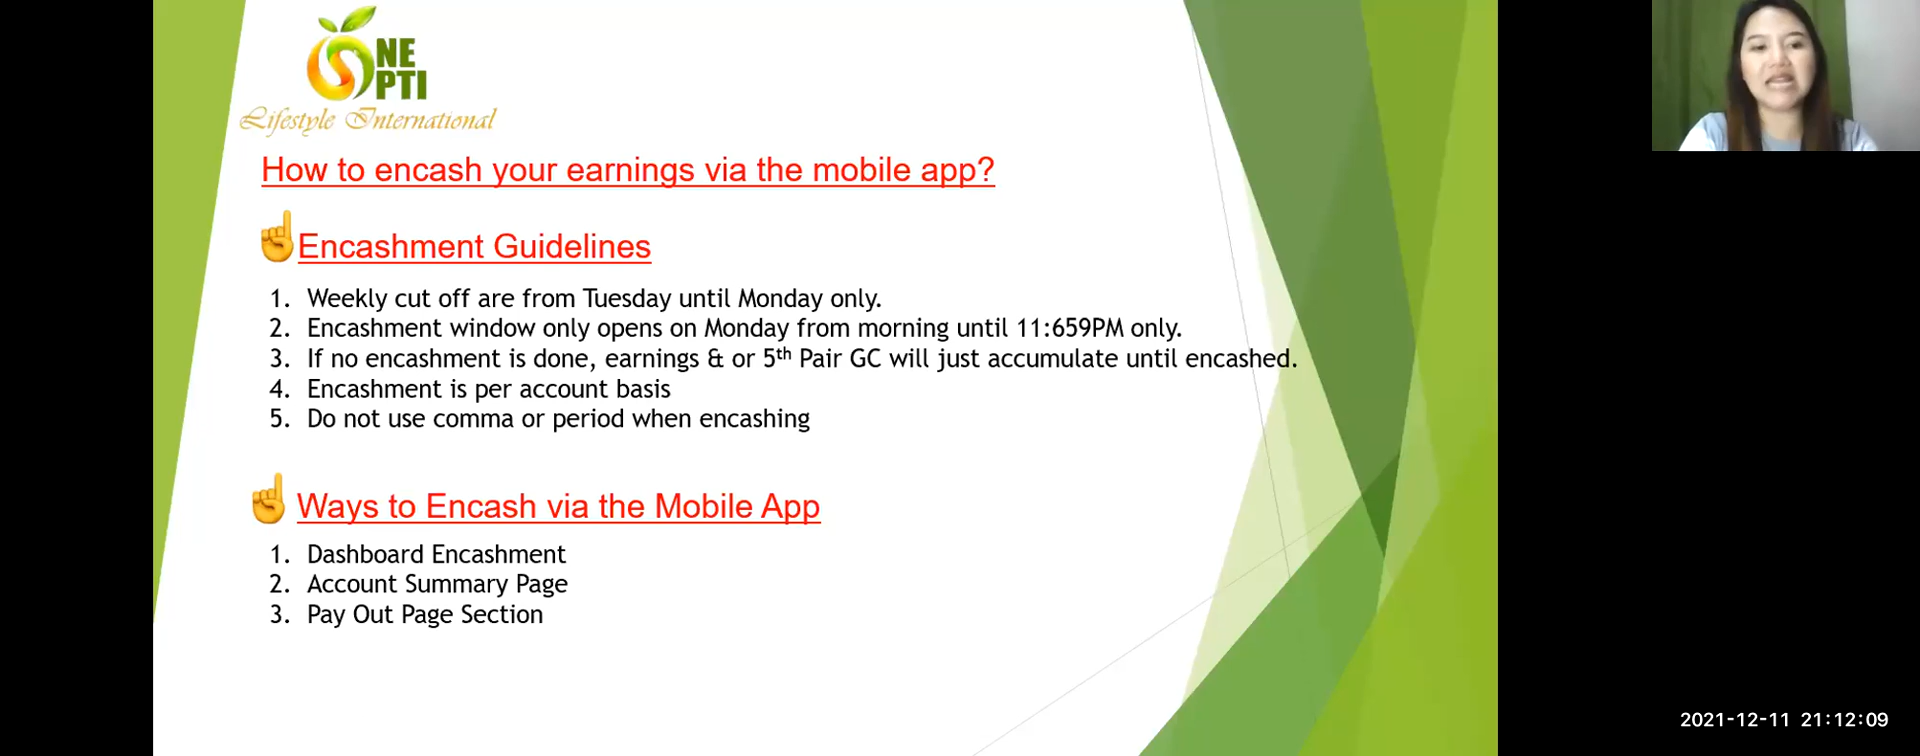 NE
PTI
Lifestyle International
How to encash your earnings via the mobile app?
Encashment Guidelines
1. Weekly cut off are from Tuesday until Monday only.
2. Encashment window only opens on Monday from morning until 11:659PM only.
3. If no encashment is done, earnings & or 5th Pair GC will just accumulate until encashed.
4. Encashment is per account basis
5. Do not use comma or period when encashing
Ways to Encash via the Mobile App
1. Dashboard Encashment
2. Account Summary Page
3. Pay Out Page Section
2021-12-11 21:12:09